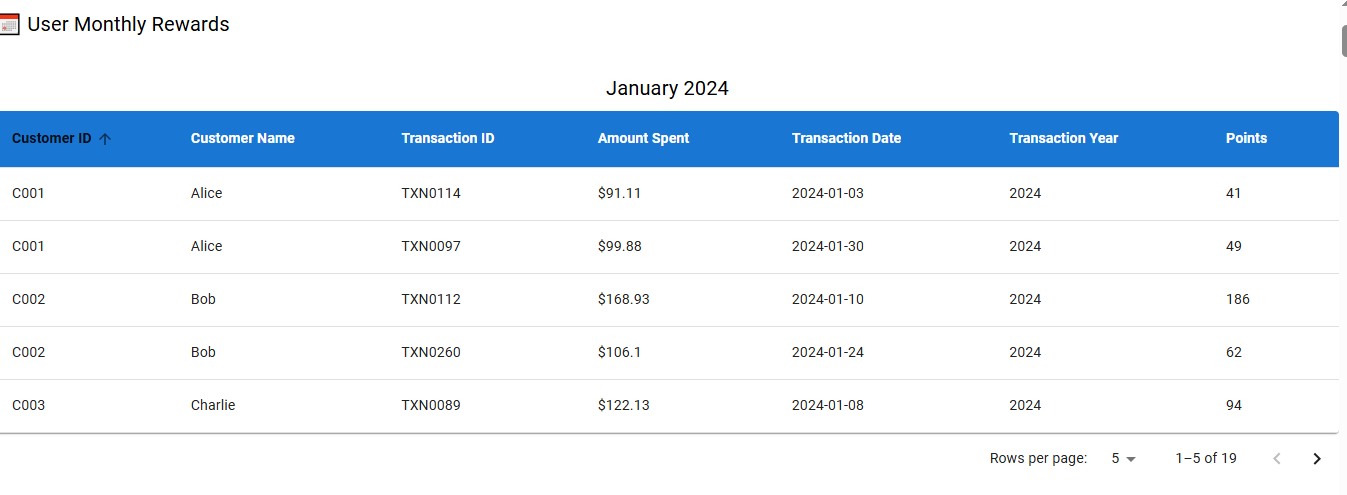 User Monthly Rewards
January 2024
Customer ID Customer Name Transaction ID Amount Spent Transaction Date Transaction Year Points
C001 Alice TXN0114 $91.11 2024-01-03 2024 41
C001 Alice TXN0097 $99.88 2024-01-30 2024 49
C002 Bob TXN0112 $168.93 2024-01-10 2024 186
C002 Bob TXN0260 $106.1 2024-01-24 2024 62
C003 Charlie TXN0089 $122.13 2024-01-08 2024 94
Rows per page: 5 1–5 of 19